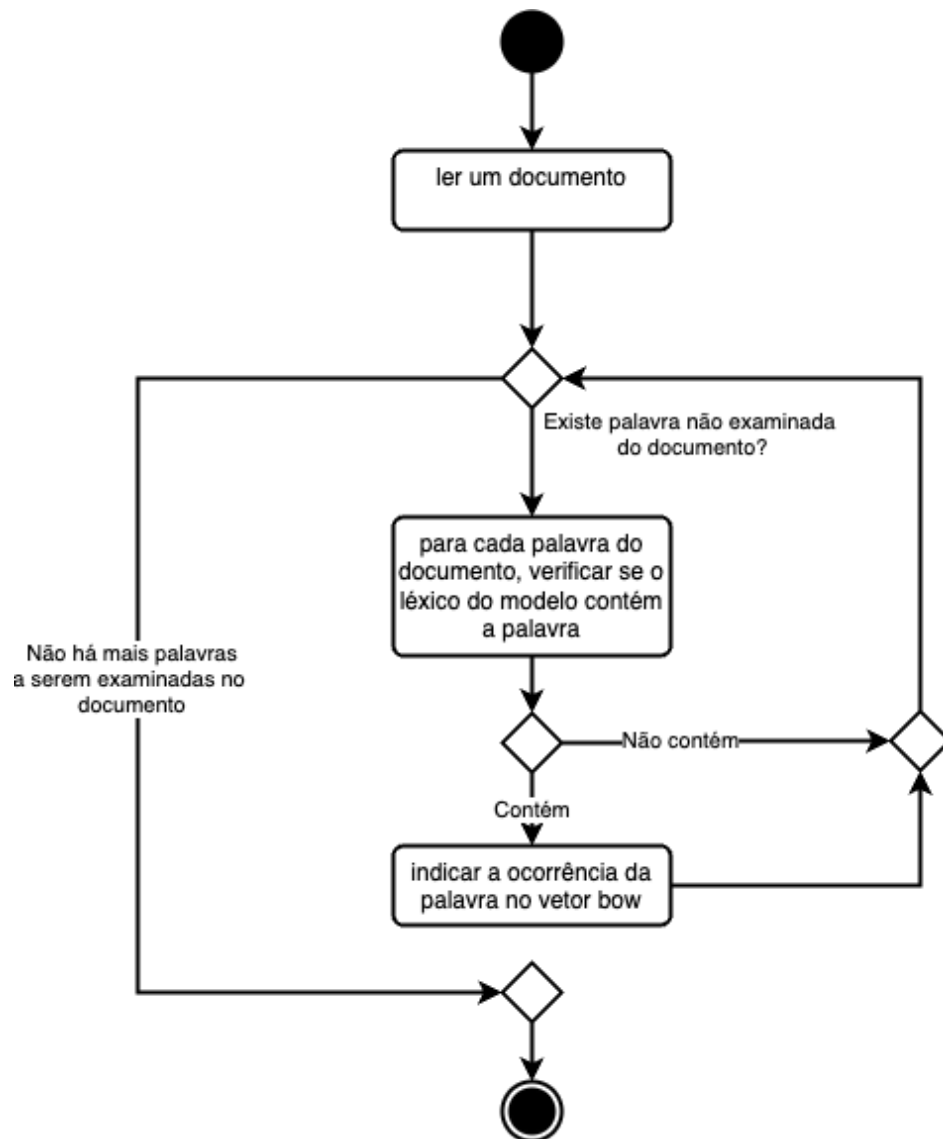 ler um documento
Existe palavra não examinada
do documento?
para cada palavra do
documento, verificar se o
léxico do modelo contém
a palavra
Não há mais palavras
a serem examinadas no
documento
Não contém
Contém
indicar a ocorrência da
palavra no vetor bow